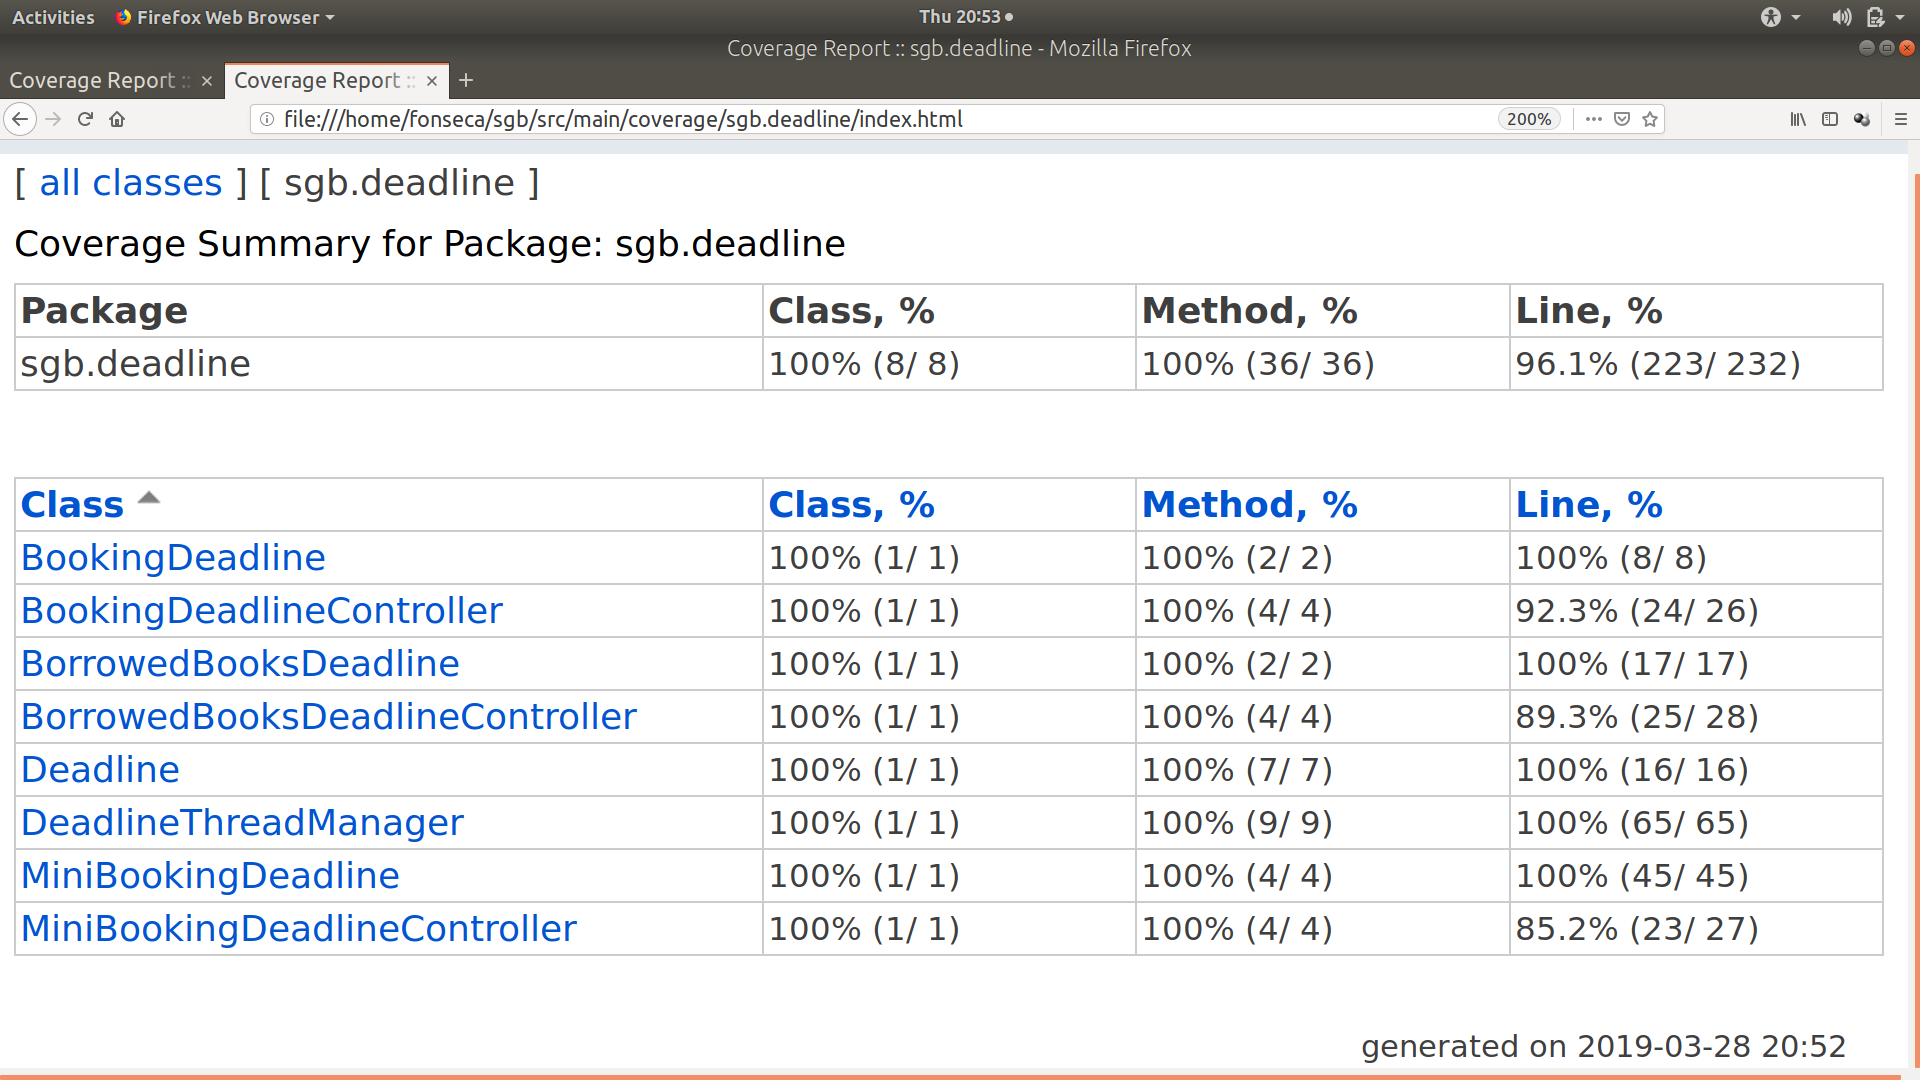 Activities Firefox Web Browser Thu 20:53
Coverage Report :: sgb.deadline - Mozilla Firefox
Coverage Report :: Coverage Report ::
file:///home/fonseca/sgb/src/main/coverage/sgb.deadline/index.html 200%
[ all classes ] [ sgb.deadline ]
Coverage Summary for Package: sgb.deadline
Package Class, % Method, % Line, %
sgb.deadline 100% (8/ 8) 100% (36/ 36) 96.1% (223/ 232)
Class Class, % Method, % Line, %
BookingDeadline 100% (1/ 1) 100% (2/ 2) 100% (8/ 8)
BookingDeadlineController 100% (1/ 1) 100% (4/ 4) 92.3% (24/ 26)
BorrowedBooksDeadline 100% (1/ 1) 100% (2/ 2) 100% (17/ 17)
BorrowedBooksDeadlineController 100% (1/ 1) 100% (4/ 4) 89.3% (25/ 28)
Deadline 100% (1/ 1) 100% (7/ 7) 100% (16/ 16)
DeadlineThreadManager 100% (1/ 1) 100% (9/ 9) 100% (65/ 65)
MiniBookingDeadline 100% (1/ 1) 100% (4/ 4) 100% (45/ 45)
MiniBookingDeadlineController 100% (1/ 1) 100% (4/ 4) 85.2% (23/ 27)
generated on 2019-03-28 20:52